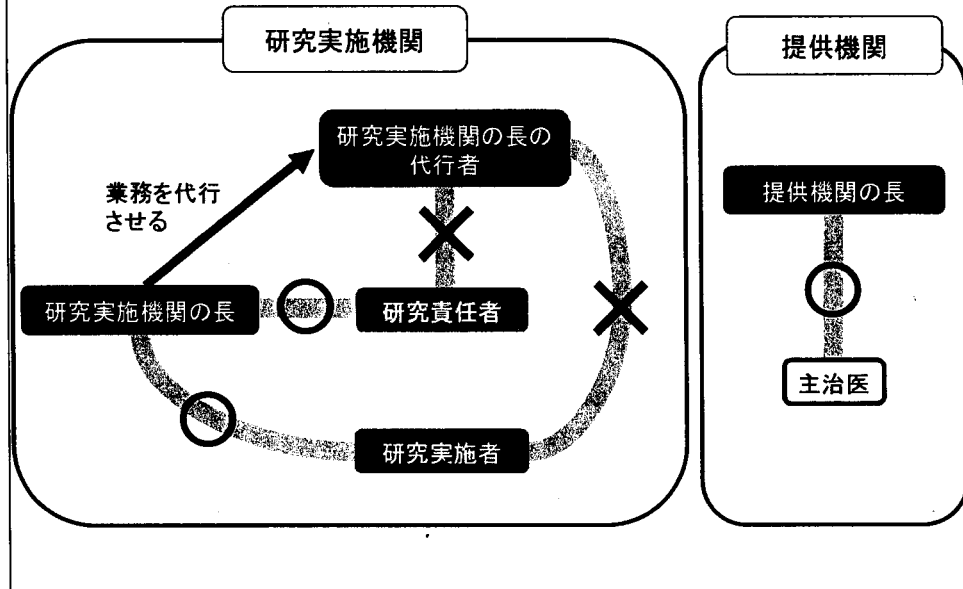 研究実施機関
提供機関
研究実施機関の長の
代行者
業務を代行
させる
提供機関の長
研究実施機関の長
研究責任者
主治医
研究実施者